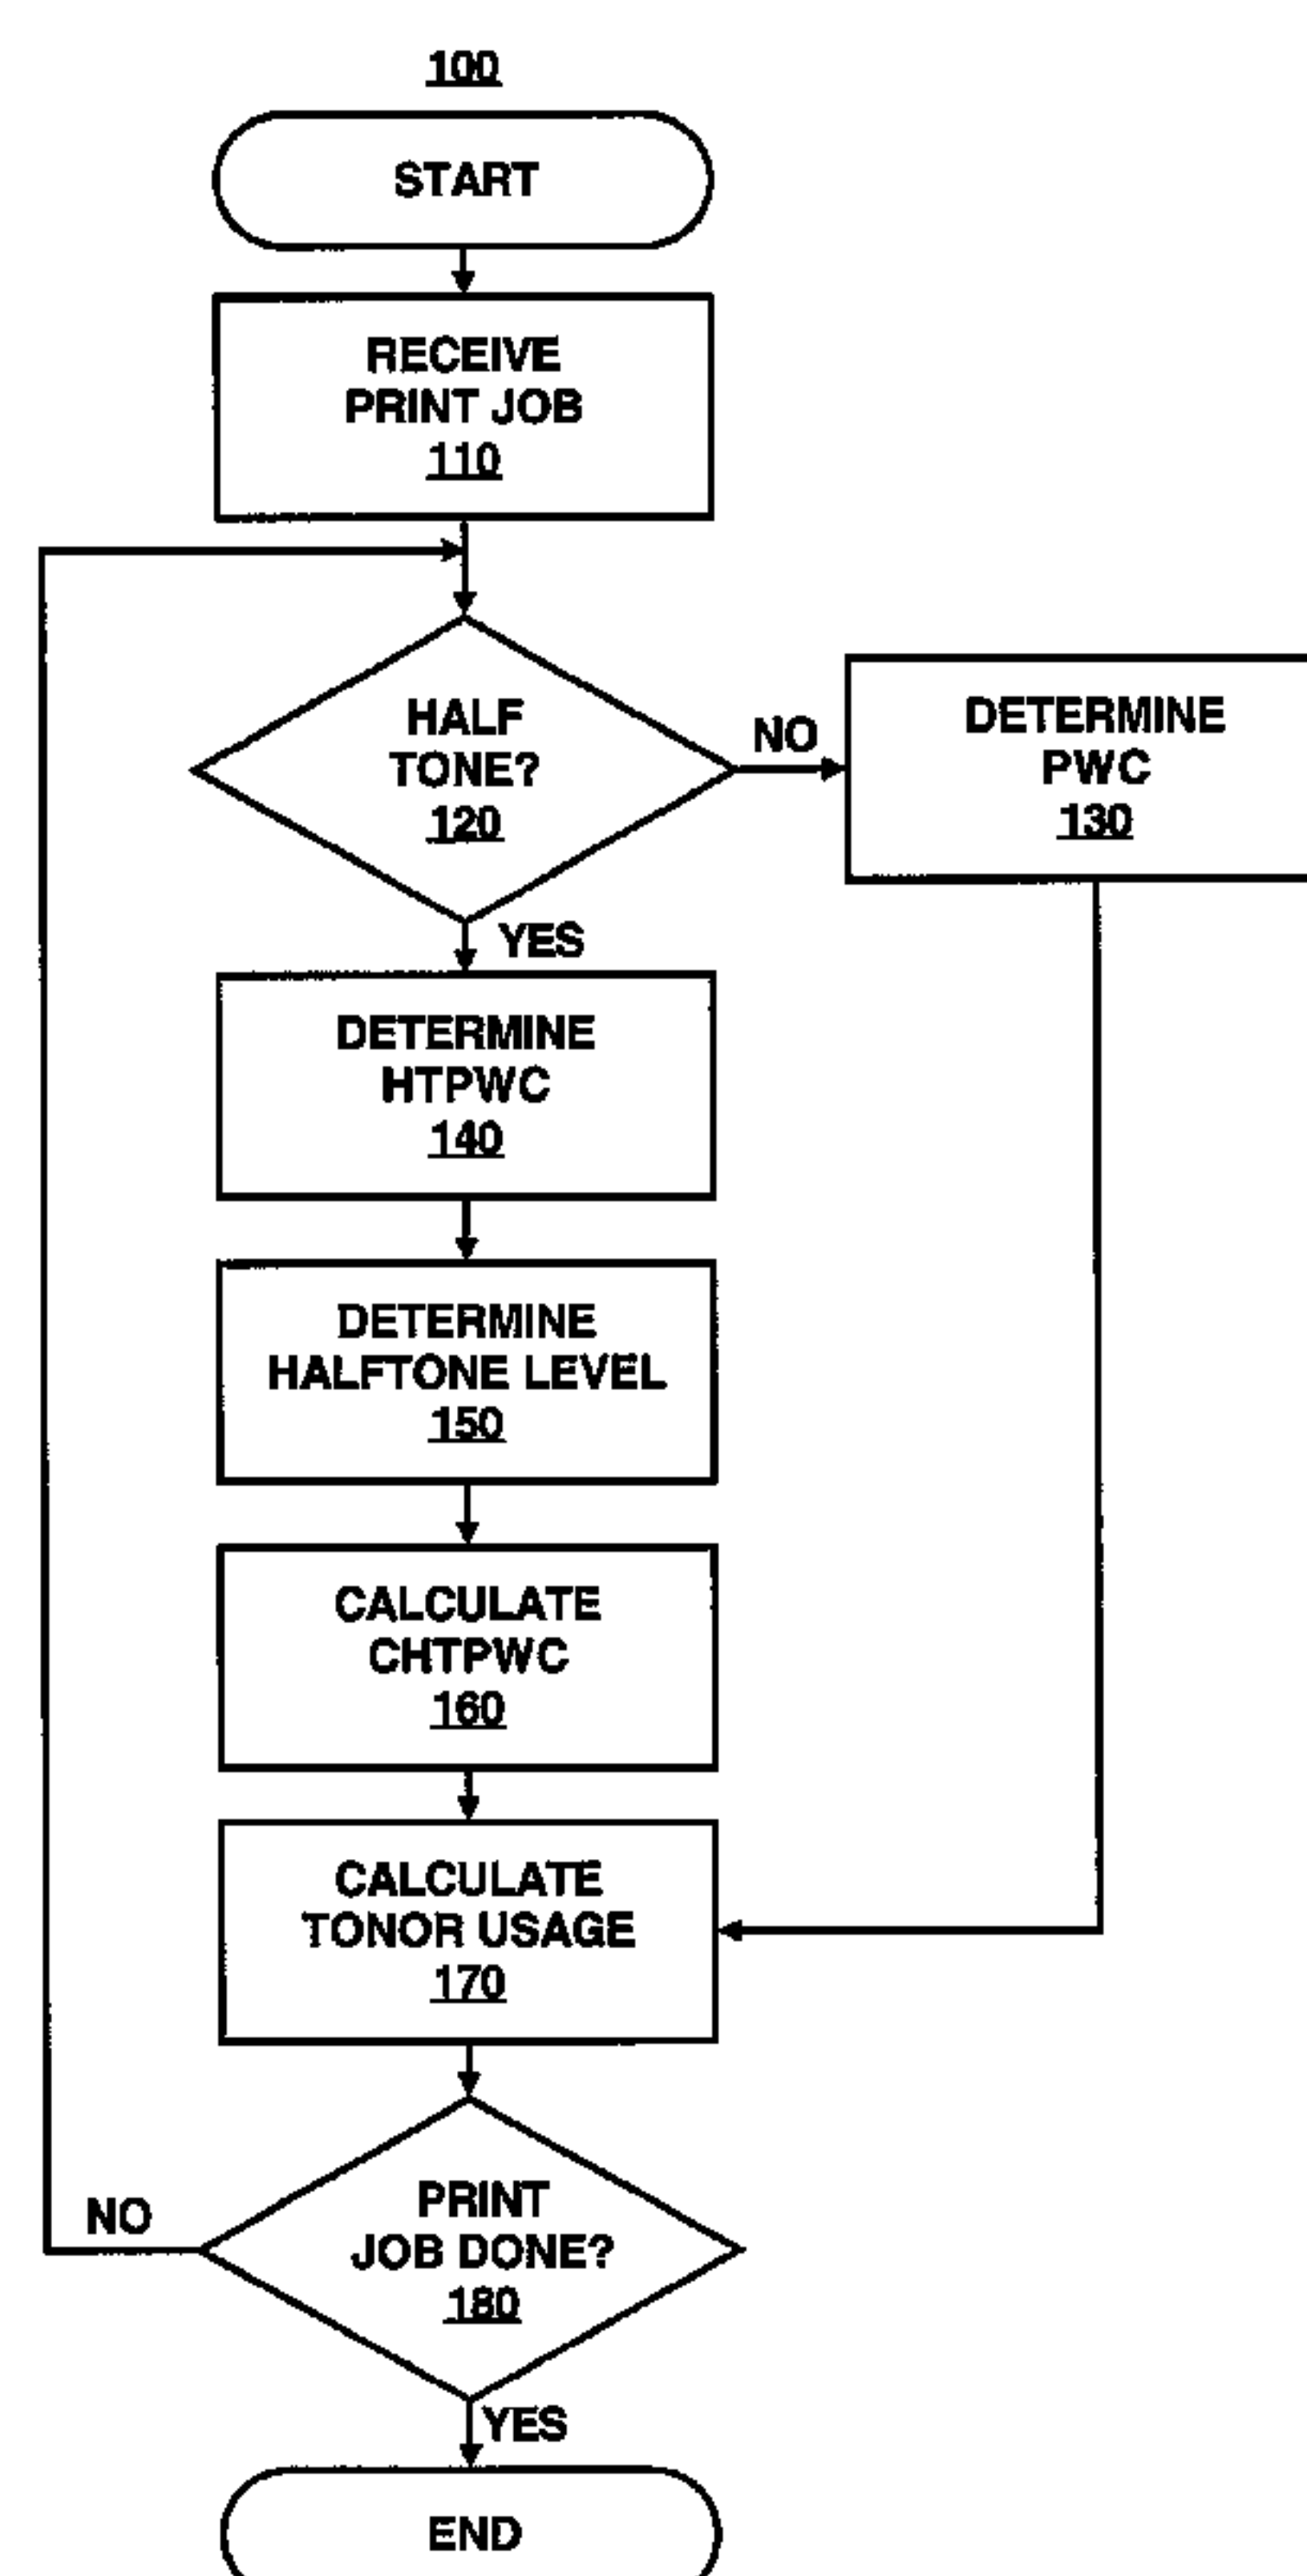 100
START
RECEIVE
PRINT JOB
110
HALF
TONE?
120
NO
DETERMINE
PWC
130
YES
DETERMINE
HTPWC
140
DETERMINE
HALFTONE LEVEL
150
CALCULATE
CHTPWC
160
CALCULATE
TONOR USAGE
170
PRINT
JOB DONE?
180
NO
YES
END